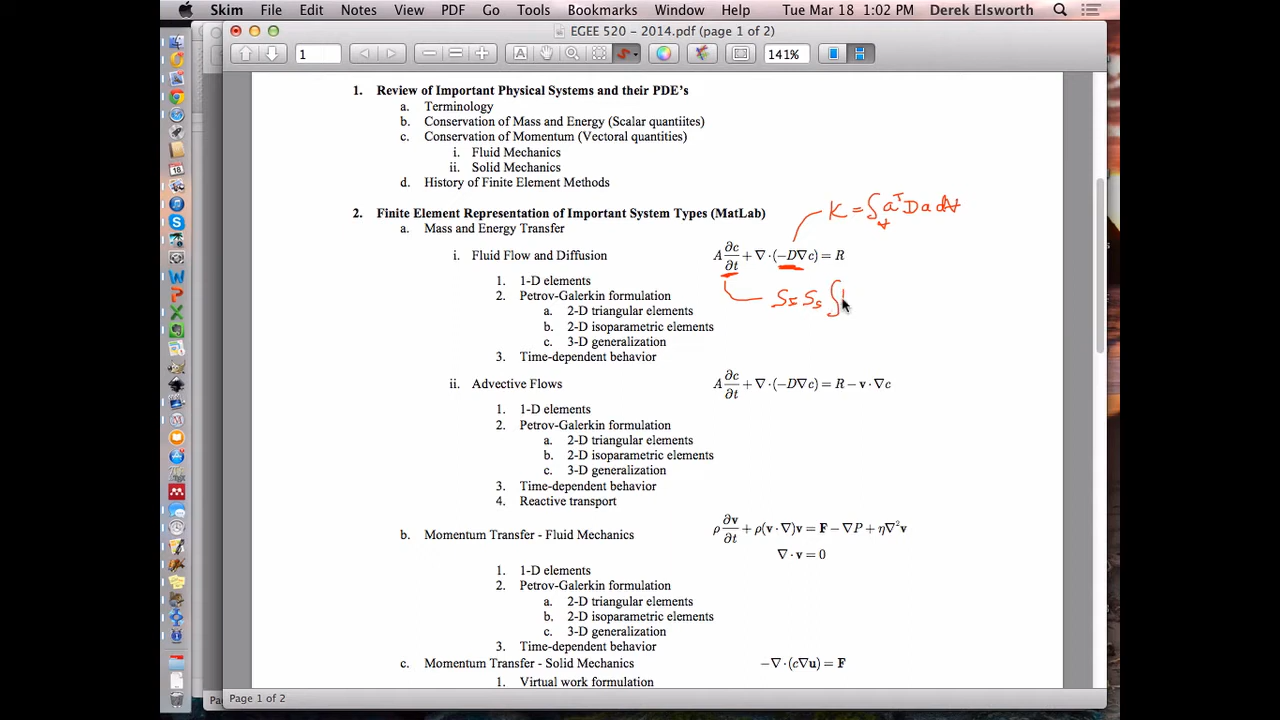 Skim File Edit Notes View PDF Go Tools Bookmarks Window Help Tue Mar 18 1:02 PM Derek Elsworth
EGEE 520 - 2014.pdf (page 1 of 2)
1 141%
1. Review of Important Physical Systems and their PDE's
a. Terminology
b. Conservation of Mass and Energy (Scalar quantiites)
c. Conservation of Momentum (Vectoral quantities)
i. Fluid Mechanics
ii. Solid Mechanics
d. History of Finite Element Methods
K = ∫ᵥ aᵀ D a dV
2. Finite Element Representation of Important System Types (MatLab)
a. Mass and Energy Transfer
i. Fluid Flow and Diffusion A ∂c/∂t + ∇·(−D∇c) = R
1. 1-D elements
2. Petrov-Galerkin formulation
a. 2-D triangular elements
b. 2-D isoparametric elements
c. 3-D generalization
3. Time-dependent behavior
ii. Advective Flows A ∂c/∂t + ∇·(−D∇c) = R − v·∇c
1. 1-D elements
2. Petrov-Galerkin formulation
a. 2-D triangular elements
b. 2-D isoparametric elements
c. 3-D generalization
3. Time-dependent behavior
4. Reactive transport
b. Momentum Transfer - Fluid Mechanics ρ ∂v/∂t + ρ(v·∇)v = F − ∇P + η∇²v
∇·v = 0
1. 1-D elements
2. Petrov-Galerkin formulation
a. 2-D triangular elements
b. 2-D isoparametric elements
c. 3-D generalization
3. Time-dependent behavior
c. Momentum Transfer - Solid Mechanics −∇·(c∇u) = F
1. Virtual work formulation
Page 1 of 2